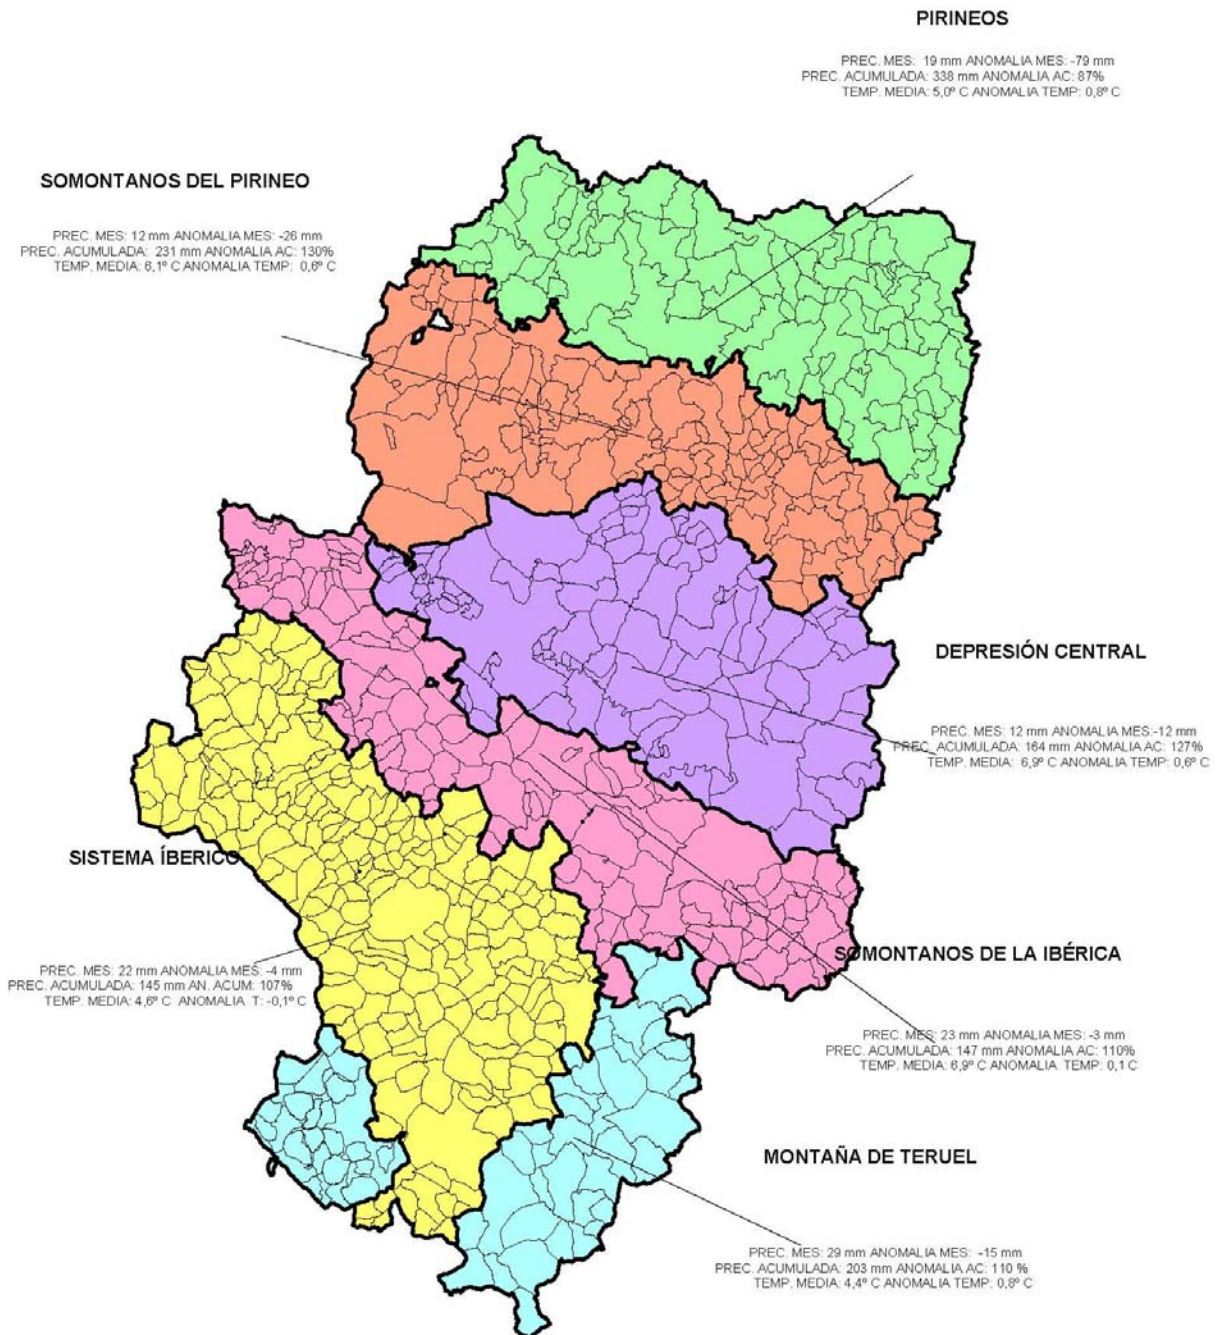 PIRINEOS
PREC. MES: 19 mm ANOMALIA MES: -79 mm
PREC. ACUMULADA: 338 mm ANOMALIA AC: 87%
TEMP. MEDIA: 5,0º C ANOMALIA TEMP: 0,8º C
SOMONTANOS DEL PIRINEO
PREC. MES: 12 mm ANOMALIA MES: -26 mm
PREC. ACUMULADA: 231 mm ANOMALIA AC: 130%
TEMP. MEDIA: 6,1º C ANOMALIA TEMP: 0,6º C
DEPRESIÓN CENTRAL
PREC. MES: 12 mm ANOMALIA MES:-12 mm
PREC. ACUMULADA: 164 mm ANOMALIA AC: 127%
TEMP. MEDIA: 6,9º C ANOMALIA TEMP: 0,6º C
SISTEMA ÍBERICO
PREC. MES: 22 mm ANOMALIA MES: -4 mm
PREC. ACUMULADA: 145 mm AN. ACUM: 107%
TEMP. MEDIA: 4,6º C ANOMALIA T: -0,1º C
SOMONTANOS DE LA IBÉRICA
PREC. MES: 23 mm ANOMALIA MES: -3 mm
PREC. ACUMULADA: 147 mm ANOMALIA AC: 110%
TEMP. MEDIA: 6,9º C ANOMALIA TEMP: 0,1 C
MONTAÑA DE TERUEL
PREC. MES: 29 mm ANOMALIA MES: -15 mm
PREC. ACUMULADA: 203 mm ANOMALIA AC: 110 %
TEMP. MEDIA: 4,4º C ANOMALIA TEMP: 0,8º C